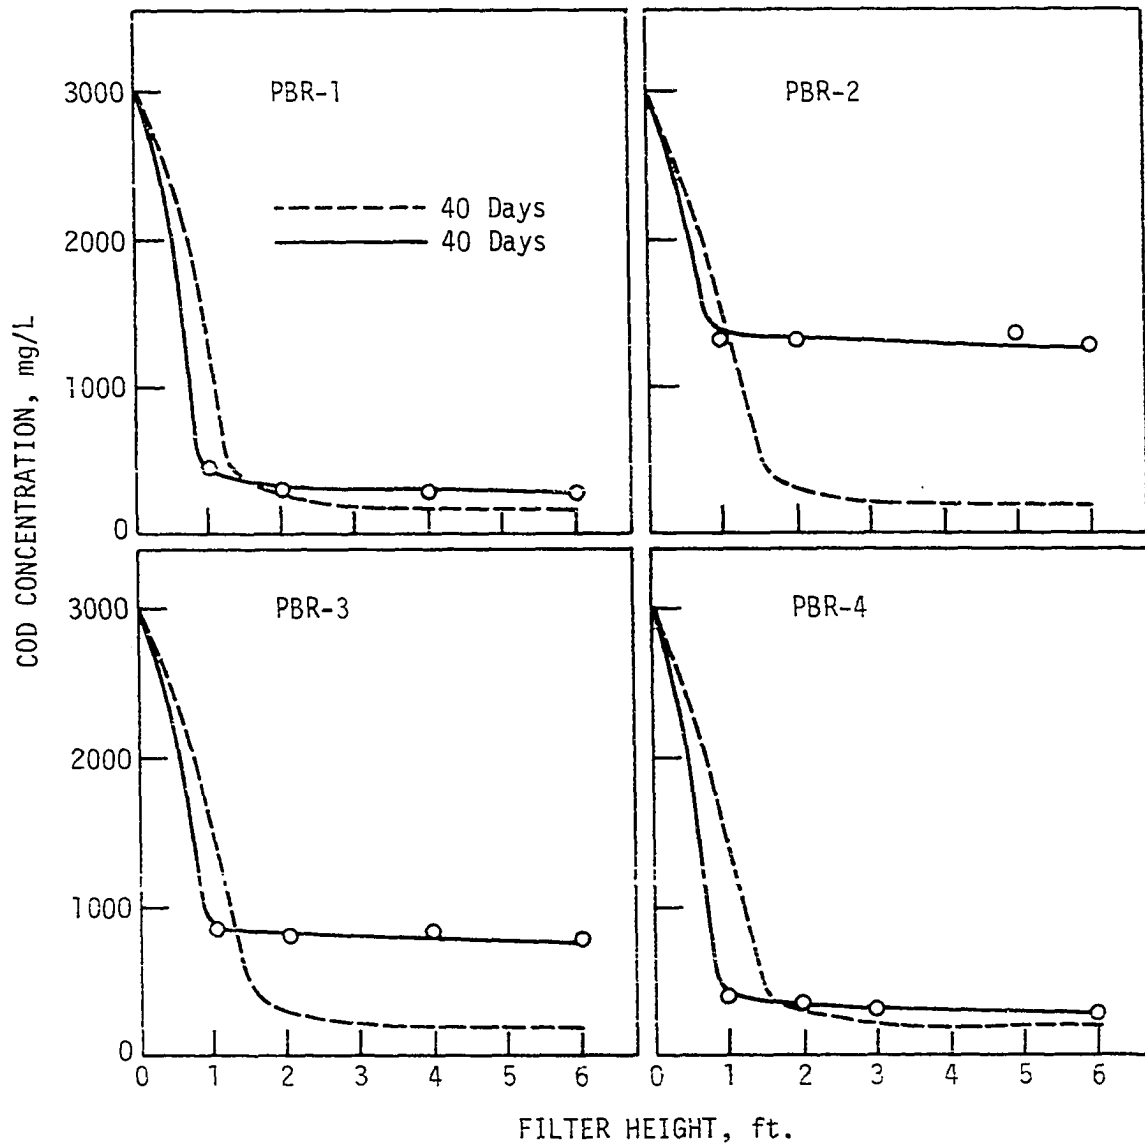 PBR-1
PBR-2
3000
40 Days
40 Days
2000
1000
0
COD CONCENTRATION, mg/L
PBR-3
PBR-4
3000
2000
1000
0
0 1 2 3 4 5 6
0 1 2 3 4 5 6
FILTER HEIGHT, ft.